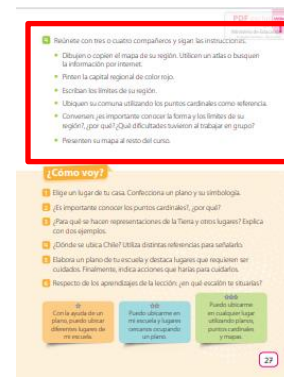 PDF
4 Reúnete con tres o cuatro compañeros y sigan las instrucciones.
• Dibujen o copien el mapa de su región. Utilicen un atlas o busquen
la información por internet.
• Pinten la capital regional de color rojo.
• Escriban los límites de su región.
• Ubiquen su comuna utilizando los puntos cardinales como referencia.
• Conversen: ¿es importante conocer la forma y los límites de su
región?, ¿por qué? ¿Qué dificultades tuvieron al trabajar en grupo?
• Presenten su mapa al resto del curso.
¿Cómo voy?
1 Elige un lugar de tu casa. Confecciona un plano y su simbología.
2 ¿Es importante conocer los puntos cardinales?, ¿por qué?
3 ¿Para qué se hacen representaciones de la Tierra y otros lugares? Explica
con dos ejemplos.
4 ¿Dónde se ubica Chile? Utiliza distintas referencias para señalarlo.
5 Elabora un plano de tu escuela y destaca lugares que requieren ser
cuidados. Finalmente, indica acciones que harías para cuidarlos.
6 Respecto de los aprendizajes de la lección, ¿en qué escalón te situarías?
Con la ayuda de un
plano, puedo ubicar
diferentes lugares de
mi escuela.
Puedo ubicarme en
mi escuela y lugares
cercanos ocupando
un plano.
Puedo ubicarme
en cualquier lugar
utilizando planos,
puntos cardinales
y mapas.
27